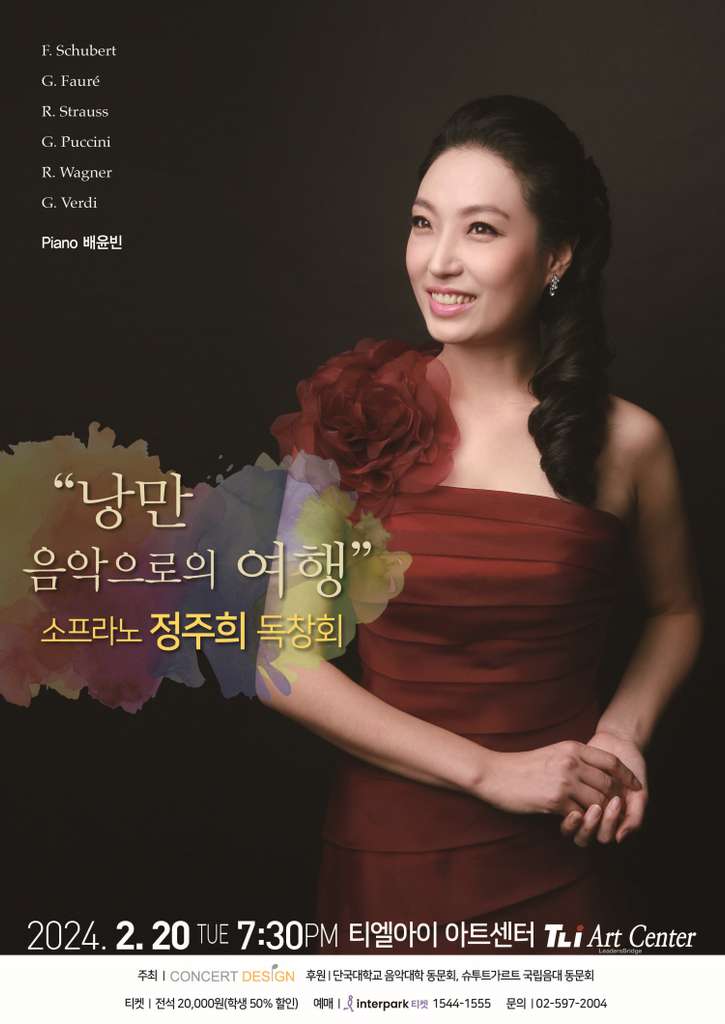 F. Schubert
G. Fauré
R. Strauss
G. Puccini
R. Wagner
G. Verdi
Piano 배윤빈
“낭만
음악으로의 여행”
소프라노 정주희 독창회
2024. 2. 20 TUE 7:30PM 티엘아이 아트센터 TLi Art Center
LeadersBridge
주최 | CONCERT DESIGN 후원 | 단국대학교 음악대학 동문회, 슈투트가르트 국립음대 동문회
티켓 | 전석 20,000원(학생 50% 할인) 예매 | interpark 티켓 1544-1555 문의 | 02-597-2004